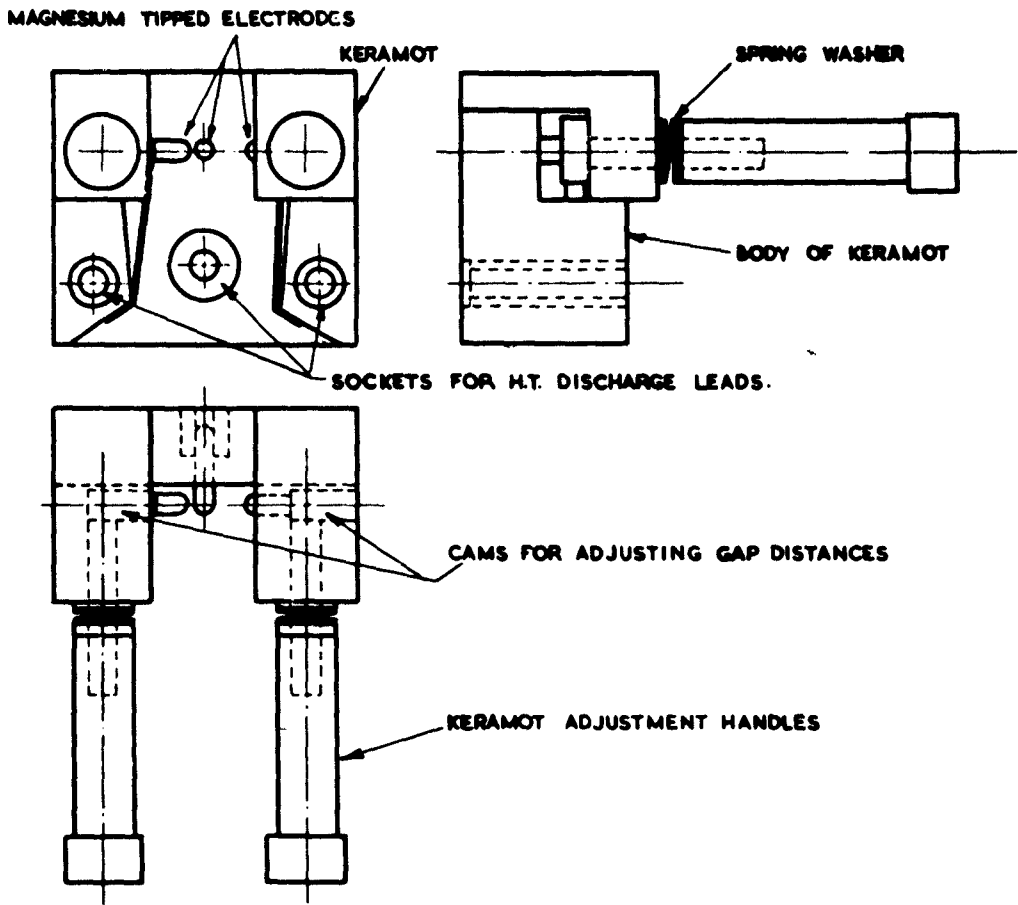 MAGNESIUM TIPPED ELECTRODES
KERAMOT
SPRING WASHER
BODY OF KERAMOT
SOCKETS FOR H.T. DISCHARGE LEADS.
CAMS FOR ADJUSTING GAP DISTANCES
KERAMOT ADJUSTMENT HANDLES